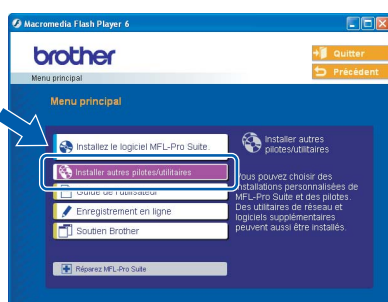 Macromedia Flash Player 6
brother
Quitter
Précédent
Menu principal
Menu principal
Installez le logiciel MFL-Pro Suite.
Installer autres pilotes/utilitaires
Guide de l'utilisateur
Enregistrement en ligne
Soutien Brother
Réparez MFL-Pro Suite
Installer autres
pilotes/utilitaires
Vous pouvez choisir des
installations personnalisées de
MFL-Pro Suite et des pilotes.
Des utilitaires de réseau et
logiciels supplémentaires
peuvent aussi être installés.